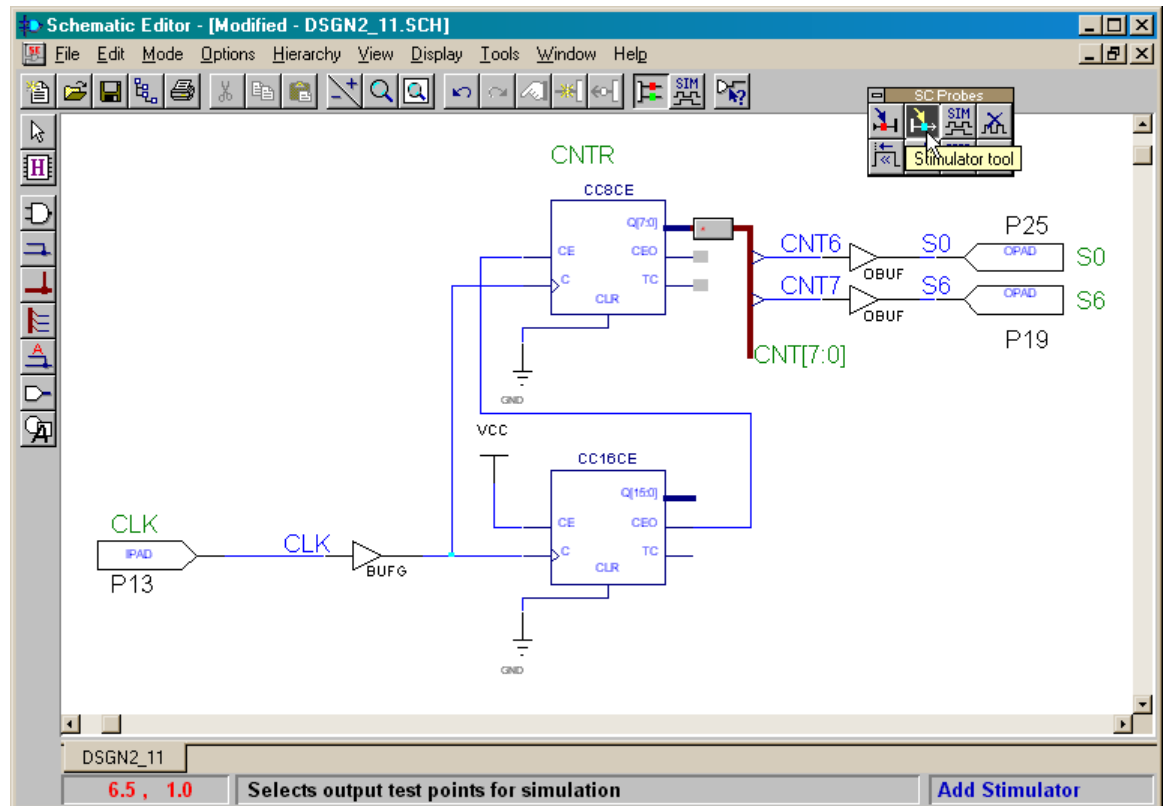 Schematic Editor - [Modified - DSGN2_11.SCH]
File Edit Mode Options Hierarchy View Display Tools Window Help
SIM
SC Probes
SIM
Stimulator tool
H
A
A
CNTR
CC8CE
Q[7:0]
CE
CEO
C
TC
CLR
GND
CNT6
OBUF
S0
P25
OPAD
S0
CNT7
OBUF
S6
OPAD
S6
P19
CNT[7:0]
VCC
CC16CE
Q[15:0]
CE
CEO
C
TC
CLR
GND
CLK
IPAD
P13
CLK
BUFG
DSGN2_11
6.5 , 1.0 Selects output test points for simulation Add Stimulator